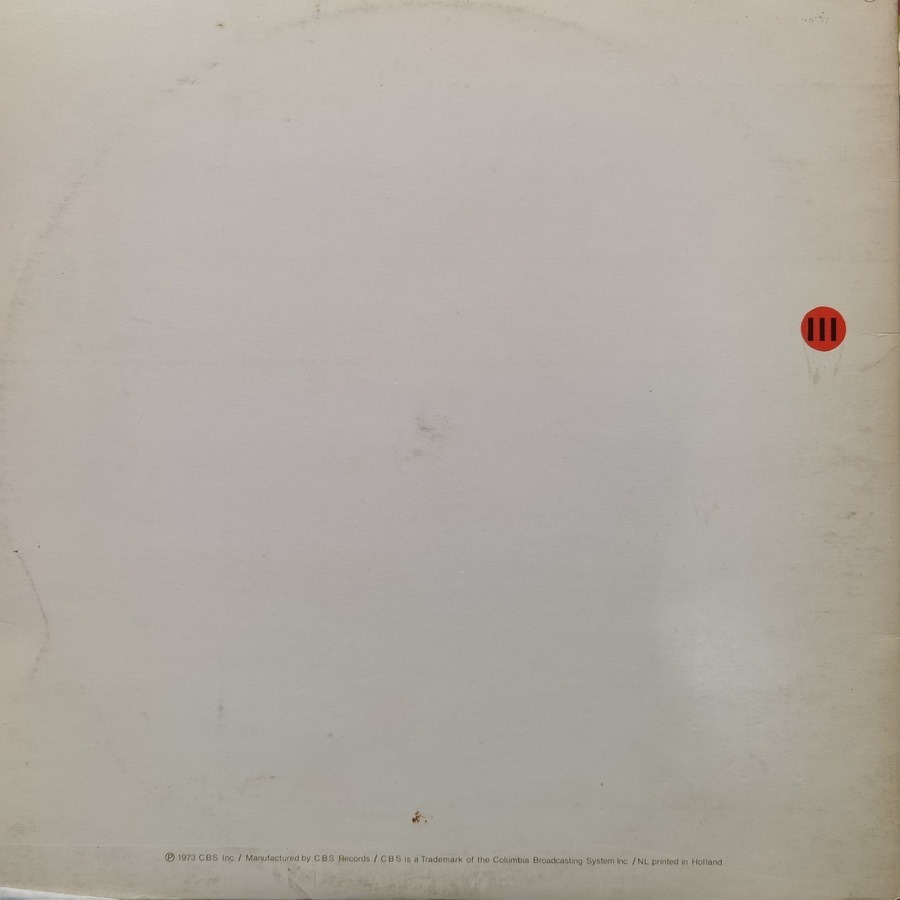 III
℗ 1973 CBS Inc. / Manufactured by CBS Records / CBS is a Trademark of the Columbia Broadcasting System Inc. / NL printed in Holland